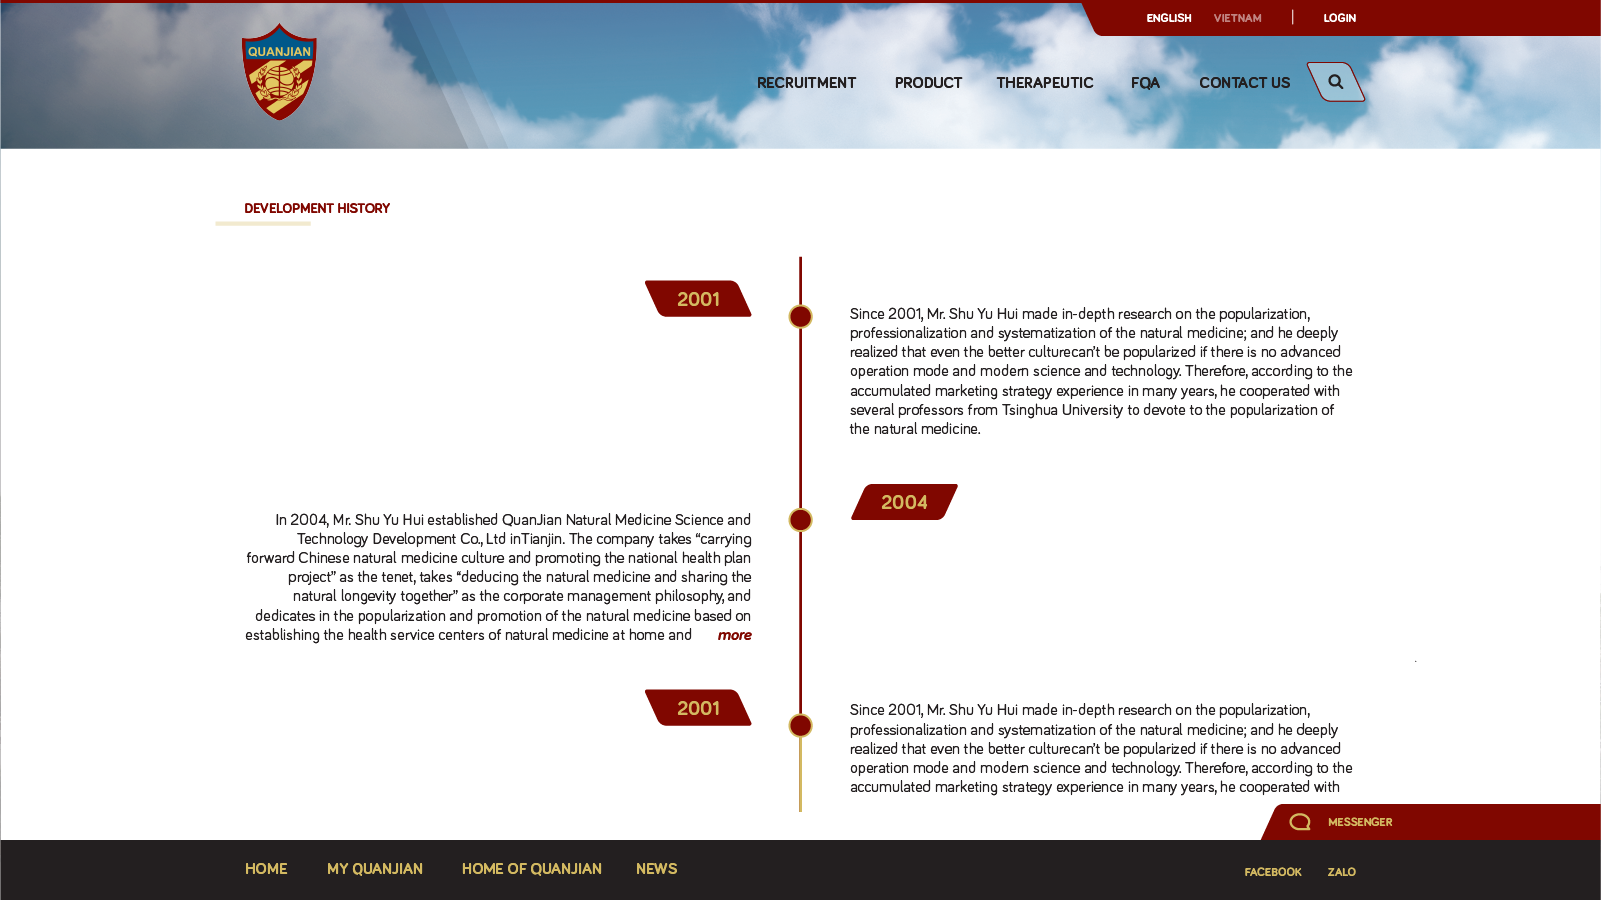 ENGLISH VIETNAM | LOGIN
QUANJIAN
RECRUITMENT PRODUCT THERAPEUTIC FQA CONTACT US
DEVELOPMENT HISTORY
2001
Since 2001, Mr. Shu Yu Hui made in-depth research on the popularization,
professionalization and systematization of the natural medicine; and he deeply
realized that even the better culturecan't be popularized if there is no advanced
operation mode and modern science and technology. Therefore, according to the
accumulated marketing strategy experience in many years, he cooperated with
several professors from Tsinghua University to devote to the popularization of
the natural medicine.
2004
In 2004, Mr. Shu Yu Hui established QuanJian Natural Medicine Science and
Technology Development Co., Ltd inTianjin. The company takes “carrying
forward Chinese natural medicine culture and promoting the national health plan
project” as the tenet, takes “deducing the natural medicine and sharing the
natural longevity together” as the corporate management philosophy, and
dedicates in the popularization and promotion of the natural medicine based on
establishing the health service centers of natural medicine at home and more
2001
Since 2001, Mr. Shu Yu Hui made in-depth research on the popularization,
professionalization and systematization of the natural medicine; and he deeply
realized that even the better culturecan't be popularized if there is no advanced
operation mode and modern science and technology. Therefore, according to the
accumulated marketing strategy experience in many years, he cooperated with
MESSENGER
HOME MY QUANJIAN HOME OF QUANJIAN NEWS
FACEBOOK ZALO